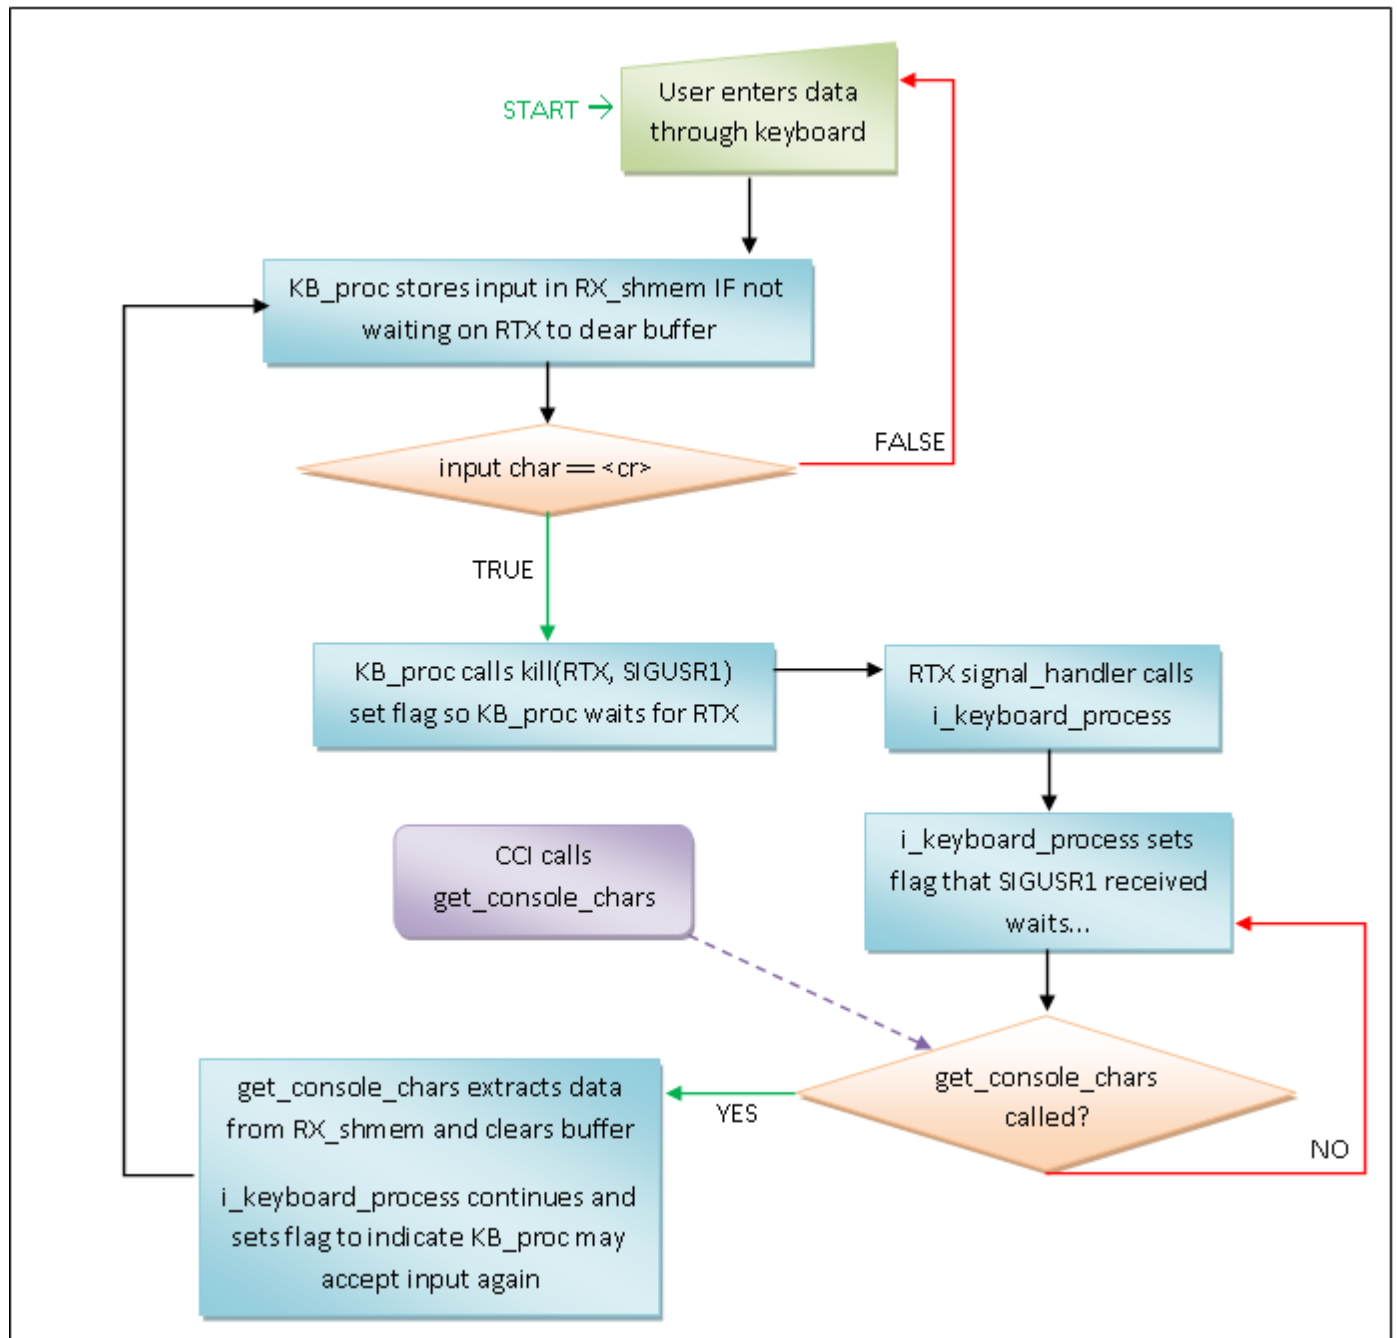 User enters data
through keyboard
START →
KB_proc stores input in RX_shmem IF not
waiting on RTX to clear buffer
FALSE
input char == <cr>
TRUE
KB_proc calls kill(RTX, SIGUSR1)
set flag so KB_proc waits for RTX
RTX signal_handler calls
i_keyboard_process
i_keyboard_process sets
flag that SIGUSR1 received
waits...
CCI calls
get_console_chars
get_console_chars
called?
YES
NO
get_console_chars extracts data
from RX_shmem and clears buffer
i_keyboard_process continues and
sets flag to indicate KB_proc may
accept input again